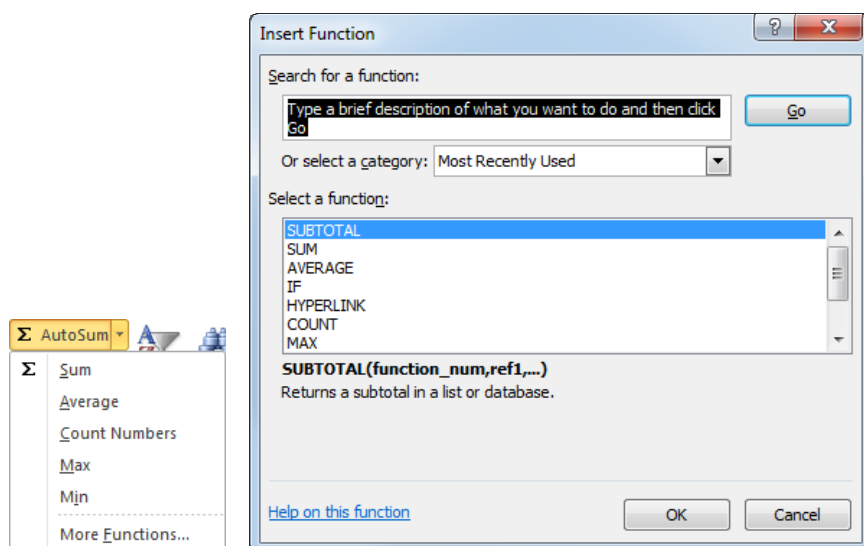 Insert Function
Search for a function:
Type a brief description of what you want to do and then click
Go
Go
Or select a category: Most Recently Used
Select a function:
SUBTOTAL
SUM
AVERAGE
IF
HYPERLINK
COUNT
MAX
SUBTOTAL(function_num,ref1,...)
Returns a subtotal in a list or database.
Help on this function
OK
Cancel
Σ AutoSum
Σ Sum
Average
Count Numbers
Max
Min
More Functions...